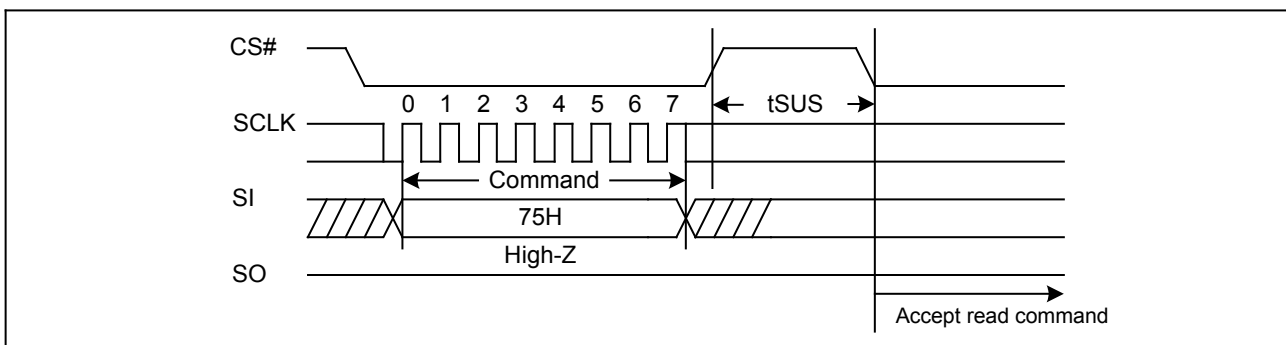 CS#
0 1 2 3 4 5 6 7
tSUS
SCLK
Command
SI
75H
High-Z
SO
Accept read command